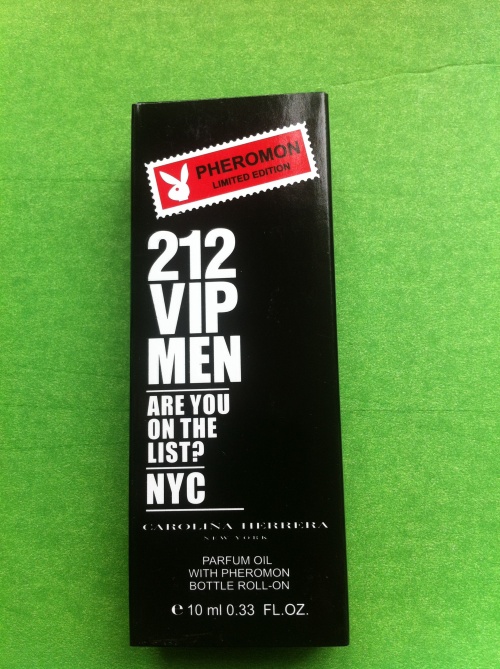 PHEROMON
LIMITED EDITION
212
VIP
MEN
ARE YOU
ON THE
LIST?
NYC
CAROLINA HERRERA
NEW YORK
PARFUM OIL
WITH PHEROMON
BOTTLE ROLL-ON
℮ 10 ml 0.33 FL.OZ.